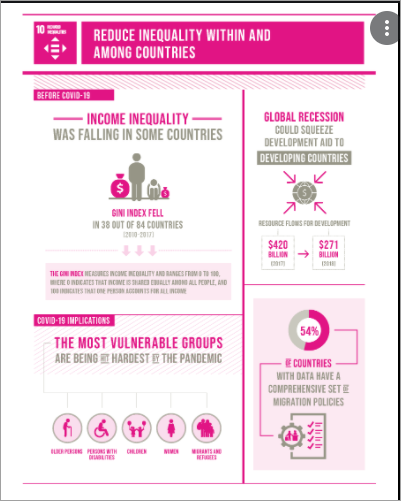 10 REDUCED
INEQUALITIES
REDUCE INEQUALITY WITHIN AND
AMONG COUNTRIES
BEFORE COVID-19
INCOME INEQUALITY
WAS FALLING IN SOME COUNTRIES
$
$
GINI INDEX FELL
IN 38 OUT OF 84 COUNTRIES
(2010-2017)
THE GINI INDEX MEASURES INCOME INEQUALITY AND RANGES FROM 0 TO 100,
WHERE 0 INDICATES THAT INCOME IS SHARED EQUALLY AMONG ALL PEOPLE, AND
100 INDICATES THAT ONE PERSON ACCOUNTS FOR ALL INCOME
GLOBAL RECESSION
COULD SQUEEZE
DEVELOPMENT AID TO
DEVELOPING COUNTRIES
$
RESOURCE FLOWS FOR DEVELOPMENT
$420
BILLION
(2017)
$271
BILLION
(2018)
COVID-19 IMPLICATIONS
THE MOST VULNERABLE GROUPS
ARE BEING HIT HARDEST BY THE PANDEMIC
OLDER PERSONS
PERSONS WITH
DISABILITIES
CHILDREN
WOMEN
MIGRANTS AND
REFUGEES
54%
OF COUNTRIES
WITH DATA HAVE A
COMPREHENSIVE SET OF
MIGRATION POLICIES